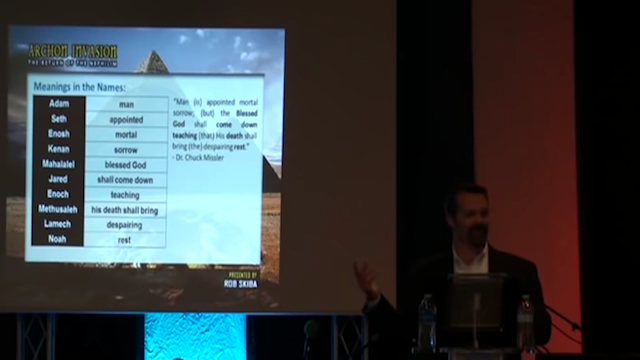 ARCHON INVASION
THE RETURN OF THE NEPHILIM
Meanings in the Names:
Adam man
Seth appointed
Enosh mortal
Kenan sorrow
Mahalalel blessed God
Jared shall come down
Enoch teaching
Methusaleh his death shall bring
Lamech despairing
Noah rest
"Man (is) appointed mortal
sorrow, (but) the Blessed
God shall come down
teaching (that) His death shall
bring (the) despairing rest."
- Dr. Chuck Missler
PRESENTED BY
ROB SKIBA